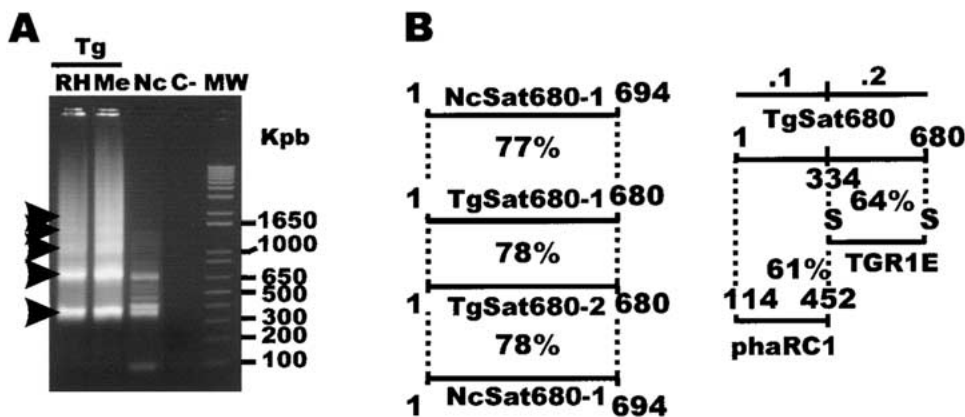 A
Tg
RH Me Nc C- MW
Kpb
1650
1000
650
500
300
200
100
B
1 NcSat680-1 694
77%
1 TgSat680-1 680
78%
1 TgSat680-2 680
78%
1 NcSat680-1 694
.1 .2
TgSat680
1 680
334
S 64% S
TGR1E
61%
114 452
phaRC1